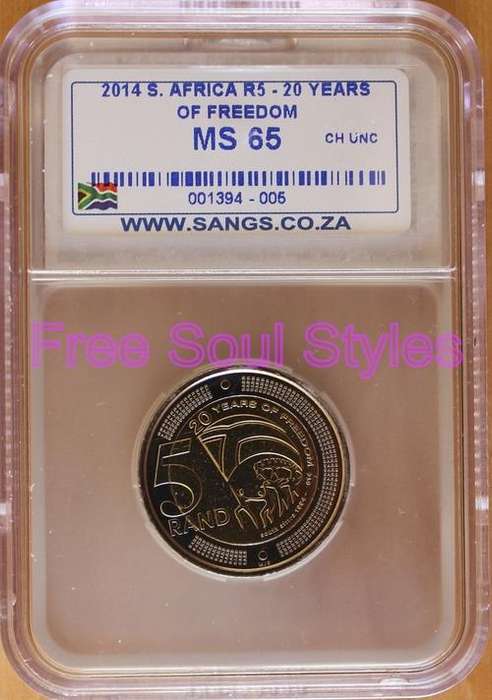 2014 S. AFRICA R5 - 20 YEARS
OF FREEDOM
MS 65
CH UNC
001394 - 005
WWW.SANGS.CO.ZA
Free Soul Styles
20 YEARS OF FREEDOM
5
RAND